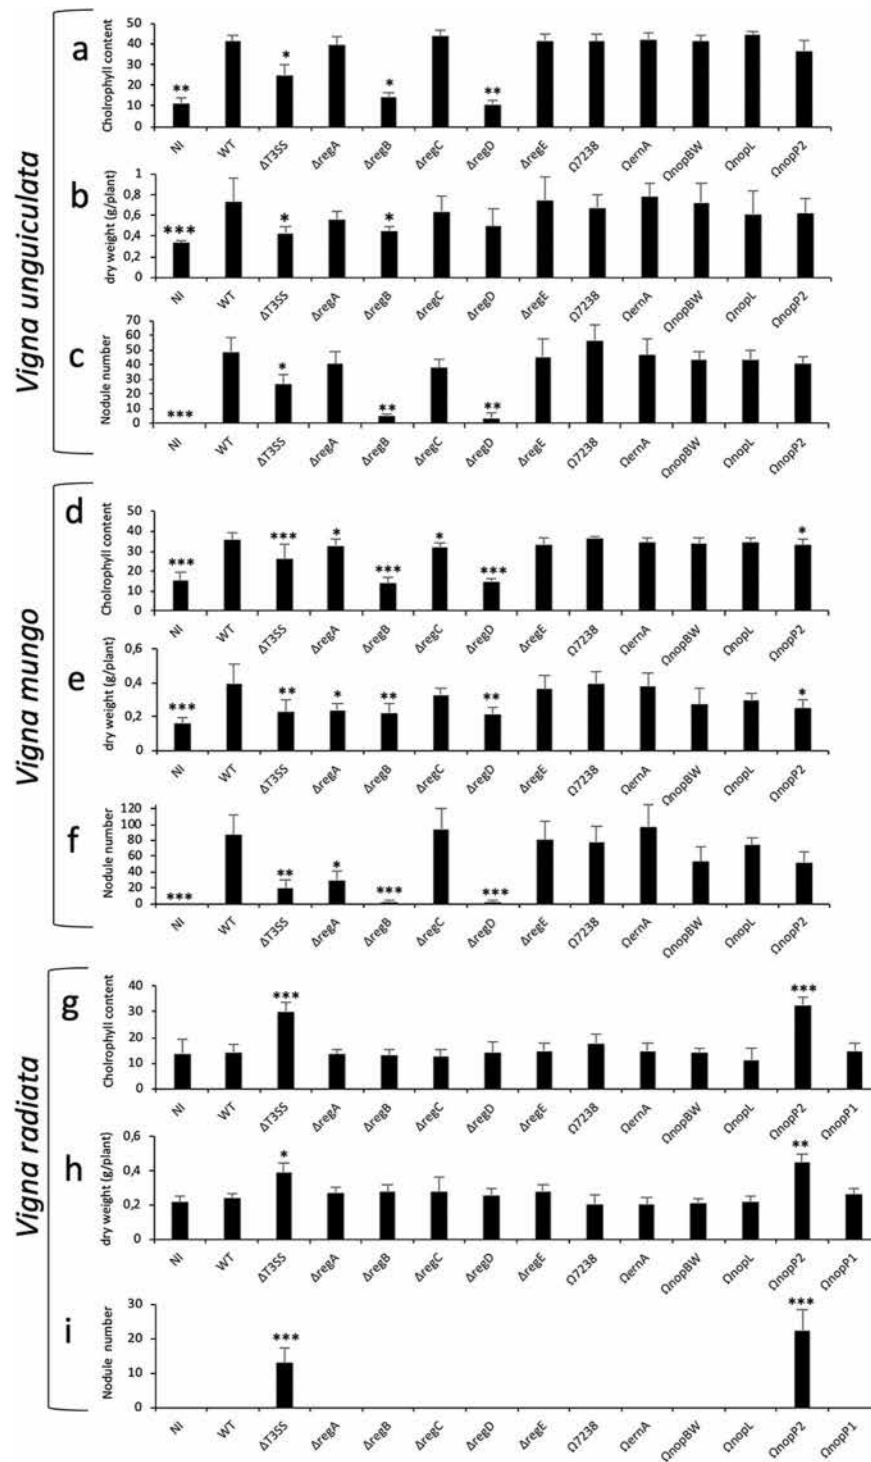 Vigna unguiculata
a
Cholrophyll content
50
40
30
20
10
0
** * * **
NI WT ΔT3SS ΔregA ΔregB ΔregC ΔregD ΔregE Ω7238 ΩernA ΩnopBW ΩnopL ΩnopP2
b
dry weight (g/plant)
1
0,8
0,6
0,4
0,2
0
*** * *
NI WT ΔT3SS ΔregA ΔregB ΔregC ΔregD ΔregE Ω7238 ΩernA ΩnopBW ΩnopL ΩnopP2
c
Nodule number
70
60
50
40
30
20
10
0
*** * ** **
NI WT ΔT3SS ΔregA ΔregB ΔregC ΔregD ΔregE Ω7238 ΩernA ΩnopBW ΩnopL ΩnopP2
Vigna mungo
d
Cholrophyll content
50
40
30
20
10
0
*** *** * *** * *** *
NI WT ΔT3SS ΔregA ΔregB ΔregC ΔregD ΔregE Ω7238 ΩernA ΩnopBW ΩnopL ΩnopP2
e
dry weight (g/plant)
0,6
0,4
0,2
0
*** ** * ** ** *
NI WT ΔT3SS ΔregA ΔregB ΔregC ΔregD ΔregE Ω7238 ΩernA ΩnopBW ΩnopL ΩnopP2
f
Nodule number
120
100
80
60
40
20
0
*** ** * *** ***
NI WT ΔT3SS ΔregA ΔregB ΔregC ΔregD ΔregE Ω7238 ΩernA ΩnopBW ΩnopL ΩnopP2
Vigna radiata
g
Cholrophyll content
40
30
20
10
0
*** ***
NI WT ΔT3SS ΔregA ΔregB ΔregC ΔregD ΔregE Ω7238 ΩernA ΩnopBW ΩnopL ΩnopP2 ΩnopP1
h
dry weight (g/plant)
0,6
0,4
0,2
0
* **
NI WT ΔT3SS ΔregA ΔregB ΔregC ΔregD ΔregE Ω7238 ΩernA ΩnopBW ΩnopL ΩnopP2 ΩnopP1
i
Nodule number
30
20
10
0
*** ***
NI WT ΔT3SS ΔregA ΔregB ΔregC ΔregD ΔregE Ω7238 ΩernA ΩnopBW ΩnopL ΩnopP2 ΩnopP1